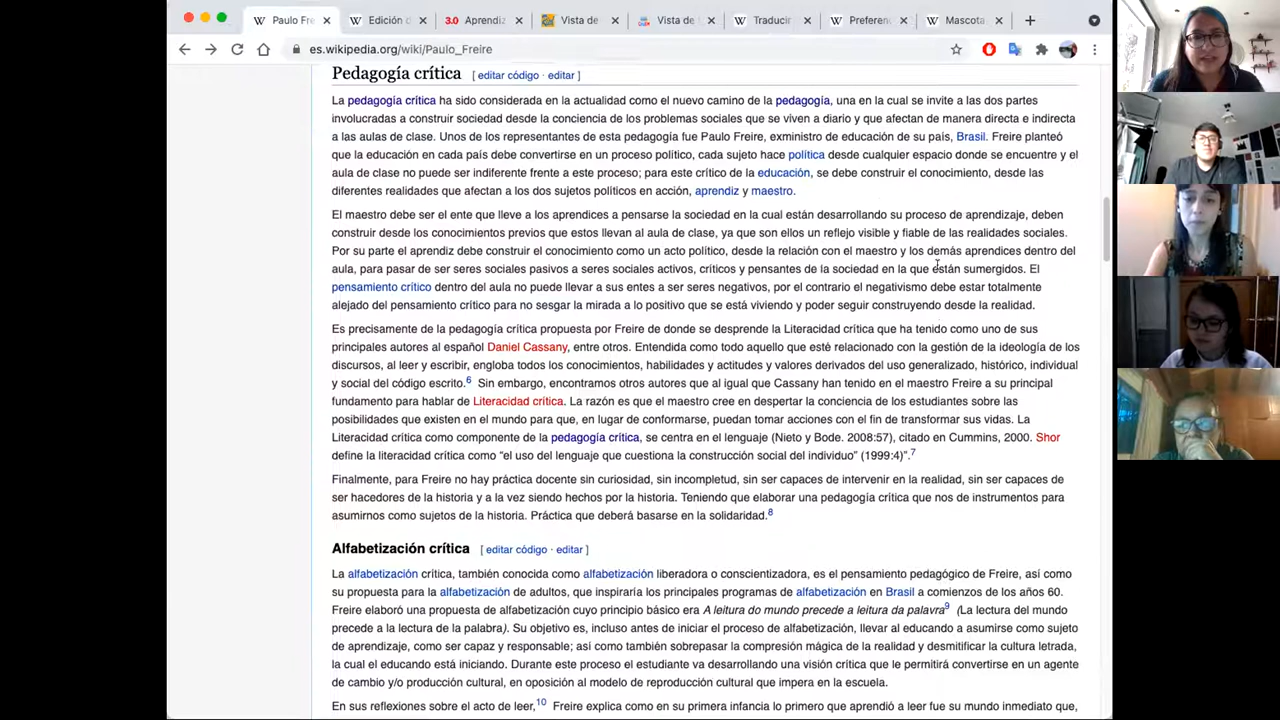 Paulo Fre
Edición d
3.0 Aprendiz
Vista de
Vista de L
Traducir
Preferen
Mascota
es.wikipedia.org/wiki/Paulo_Freire
Pedagogía crítica [ editar código · editar ]
La pedagogía crítica ha sido considerada en la actualidad como el nuevo camino de la pedagogía, una en la cual se invite a las dos partes
involucradas a construir sociedad desde la conciencia de los problemas sociales que se viven a diario y que afectan de manera directa e indirecta
a las aulas de clase. Unos de los representantes de esta pedagogía fue Paulo Freire, exministro de educación de su país, Brasil. Freire planteó
que la educación en cada país debe convertirse en un proceso político, cada sujeto hace política desde cualquier espacio donde se encuentre y el
aula de clase no puede ser indiferente frente a este proceso; para este crítico de la educación, se debe construir el conocimiento, desde las
diferentes realidades que afectan a los dos sujetos políticos en acción, aprendiz y maestro.
El maestro debe ser el ente que lleve a los aprendices a pensarse la sociedad en la cual están desarrollando su proceso de aprendizaje, deben
construir desde los conocimientos previos que estos llevan al aula de clase, ya que son ellos un reflejo visible y fiable de las realidades sociales.
Por su parte el aprendiz debe construir el conocimiento como un acto político, desde la relación con el maestro y los demás aprendices dentro del
aula, para pasar de ser seres sociales pasivos a seres sociales activos, críticos y pensantes de la sociedad en la que están sumergidos. El
pensamiento crítico dentro del aula no puede llevar a sus entes a ser seres negativos, por el contrario el negativismo debe estar totalmente
alejado del pensamiento crítico para no sesgar la mirada a lo positivo que se está viviendo y poder seguir construyendo desde la realidad.
Es precisamente de la pedagogía crítica propuesta por Freire de donde se desprende la Literacidad crítica que ha tenido como uno de sus
principales autores al español Daniel Cassany, entre otros. Entendida como todo aquello que esté relacionado con la gestión de la ideología de los
discursos, al leer y escribir, engloba todos los conocimientos, habilidades y actitudes y valores derivados del uso generalizado, histórico, individual
y social del código escrito.6 Sin embargo, encontramos otros autores que al igual que Cassany han tenido en el maestro Freire a su principal
fundamento para hablar de Literacidad crítica. La razón es que el maestro cree en despertar la conciencia de los estudiantes sobre las
posibilidades que existen en el mundo para que, en lugar de conformarse, puedan tomar acciones con el fin de transformar sus vidas. La
Literacidad crítica como componente de la pedagogía crítica, se centra en el lenguaje (Nieto y Bode. 2008:57), citado en Cummins, 2000. Shor
define la literacidad crítica como “el uso del lenguaje que cuestiona la construcción social del individuo” (1999:4)”.7
Finalmente, para Freire no hay práctica docente sin curiosidad, sin incompletud, sin ser capaces de intervenir en la realidad, sin ser capaces de
ser hacedores de la historia y a la vez siendo hechos por la historia. Teniendo que elaborar una pedagogía crítica que nos de instrumentos para
asumirnos como sujetos de la historia. Práctica que deberá basarse en la solidaridad.8
Alfabetización crítica [ editar código · editar ]
La alfabetización crítica, también conocida como alfabetización liberadora o conscientizadora, es el pensamiento pedagógico de Freire, así como
su propuesta para la alfabetización de adultos, que inspiraría los principales programas de alfabetización en Brasil a comienzos de los años 60.
Freire elaboró una propuesta de alfabetización cuyo principio básico era A leitura do mundo precede a leitura da palavra9 (La lectura del mundo
precede a la lectura de la palabra). Su objetivo es, incluso antes de iniciar el proceso de alfabetización, llevar al educando a asumirse como sujeto
de aprendizaje, como ser capaz y responsable; así como también sobrepasar la compresión mágica de la realidad y desmitificar la cultura letrada,
la cual el educando está iniciando. Durante este proceso el estudiante va desarrollando una visión crítica que le permitirá convertirse en un agente
de cambio y/o producción cultural, en oposición al modelo de reproducción cultural que impera en la escuela.
En sus reflexiones sobre el acto de leer,10 Freire explica como en su primera infancia lo primero que aprendió a leer fue su mundo inmediato que,